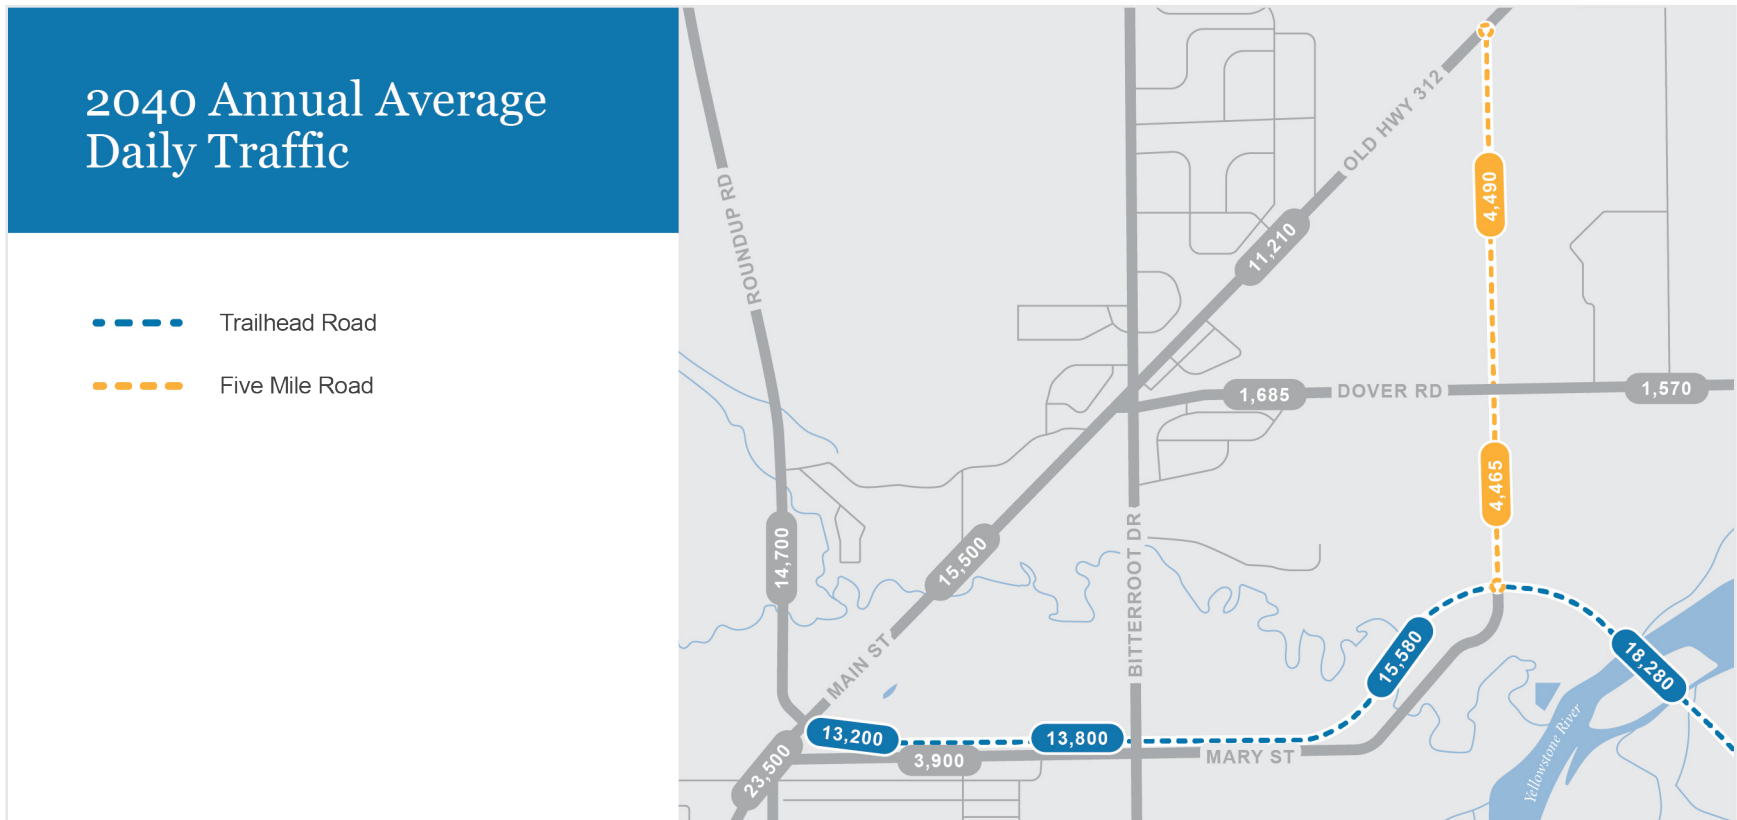 2040 Annual Average
Daily Traffic
Trailhead Road
Five Mile Road
ROUNDUP RD
OLD HWY 312
4,490
11,210
1,685
DOVER RD
1,570
4,465
14,700
15,500
BITTERROOT DR
MAIN ST
15,580
18,280
13,200
13,800
23,500
3,900
MARY ST
Yellowstone River